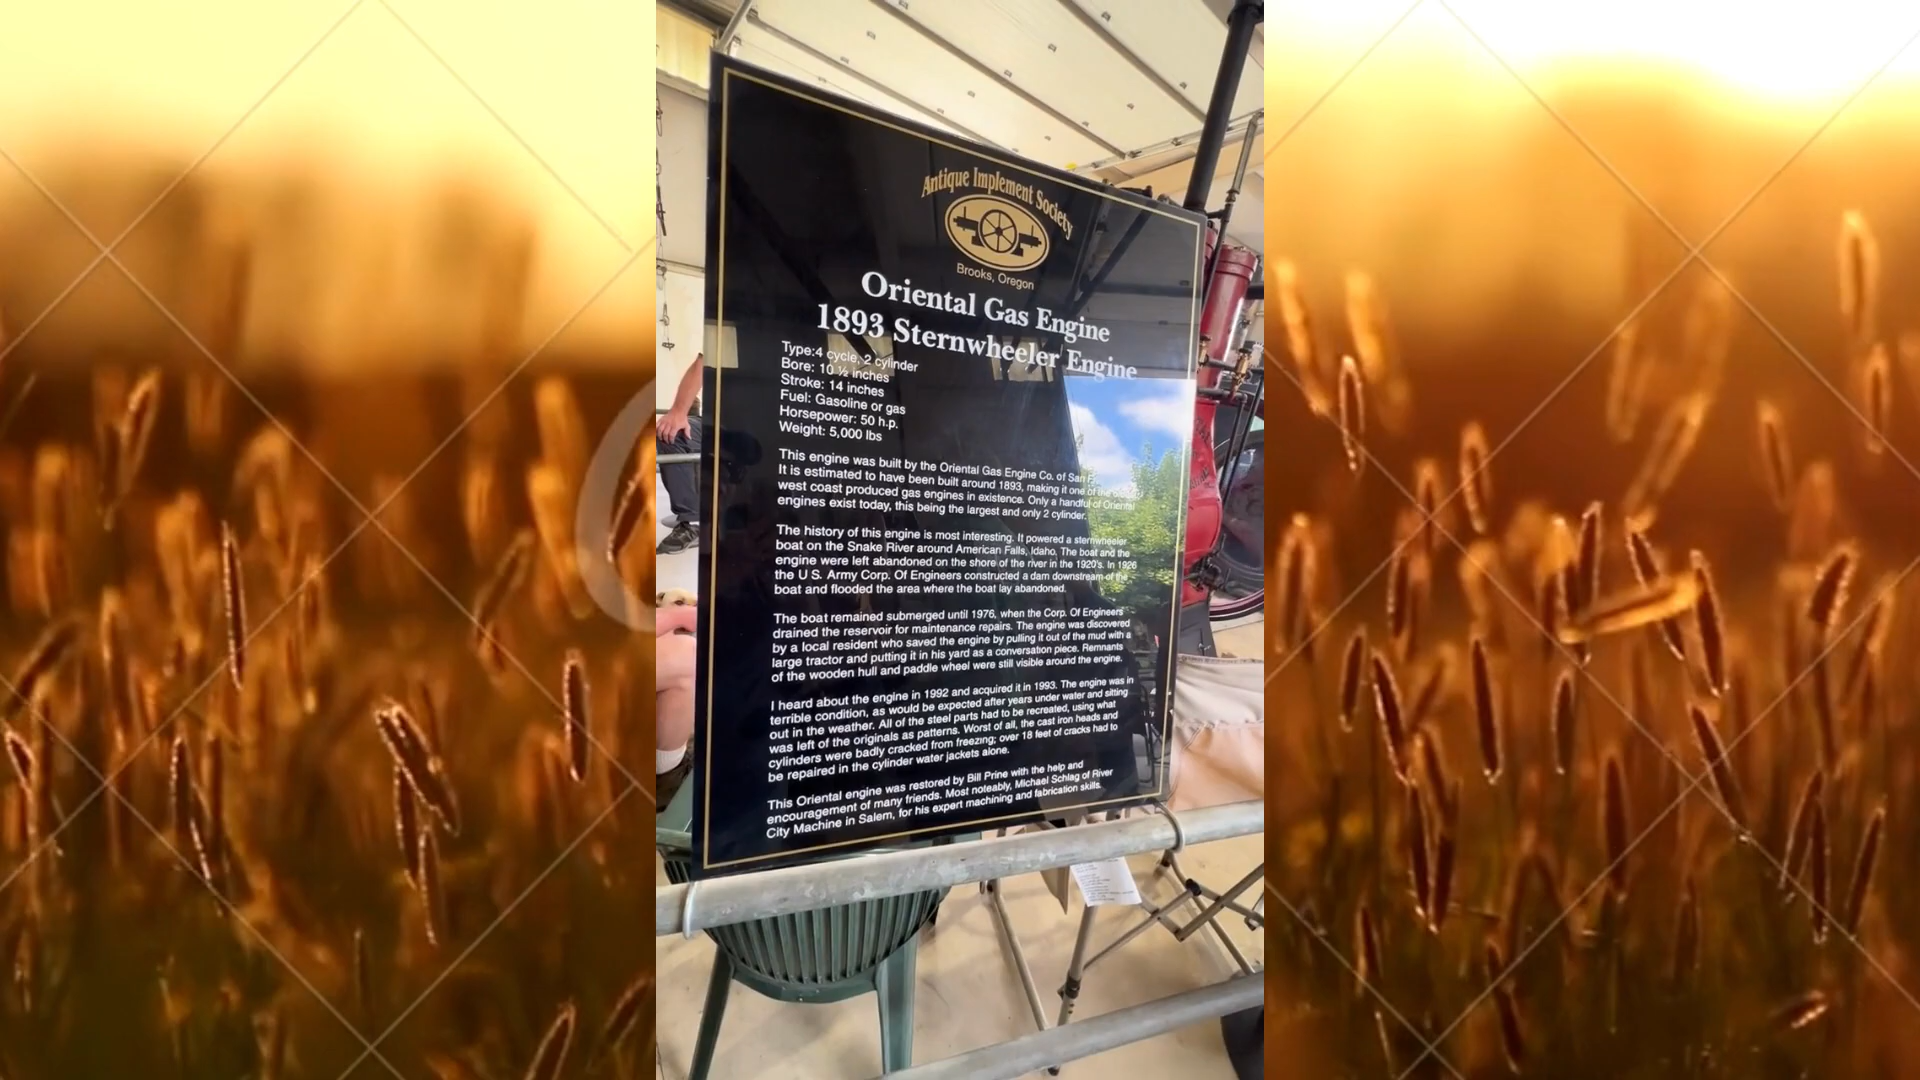 Antique Implement Society
Brooks, Oregon
Oriental Gas Engine
1893 Sternwheeler Engine
Type:4 cycle, 2 cylinder
Bore: 10 ½ inches
Stroke: 14 inches
Fuel: Gasoline or gas
Horsepower: 50 h.p.
Weight: 5,000 lbs
This engine was built by the Oriental Gas Engine Co. of San
It is estimated to have been built around 1893, making it one of the
west coast produced gas engines in existence. Only a handful of Oriental
engines exist today, this being the largest and only 2 cylinder.
The history of this engine is most interesting. It powered a sternwheeler
boat on the Snake River around American Falls, Idaho. The boat and the
engine were left abandoned on the shore of the river in the 1920's. In 1926
the U S. Army Corp. Of Engineers constructed a dam downstream of the
boat and flooded the area where the boat lay abandoned.
The boat remained submerged until 1976, when the Corp. Of Engineers
drained the reservoir for maintenance repairs. The engine was discovered
by a local resident who saved the engine by pulling it out of the mud with a
large tractor and putting it in his yard as a conversation piece. Remnants
of the wooden hull and paddle wheel were still visible around the engine.
I heard about the engine in 1992 and acquired it in 1993. The engine was in
terrible condition, as would be expected after years under water and sitting
out in the weather. All of the steel parts had to be recreated, using what
was left of the originals as patterns. Worst of all, the cast iron heads and
cylinders were badly cracked from freezing; over 18 feet of cracks had to
be repaired in the cylinder water jackets alone.
This Oriental engine was restored by Bill Prine with the help and
encouragement of many friends. Most noteably, Michael Schlag of River
City Machine in Salem, for his expert machining and fabrication skills.